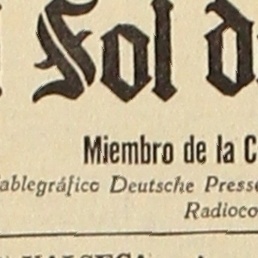 Sol d
Miembro de la C
ablegráfico Deutsche Presse
Radioco